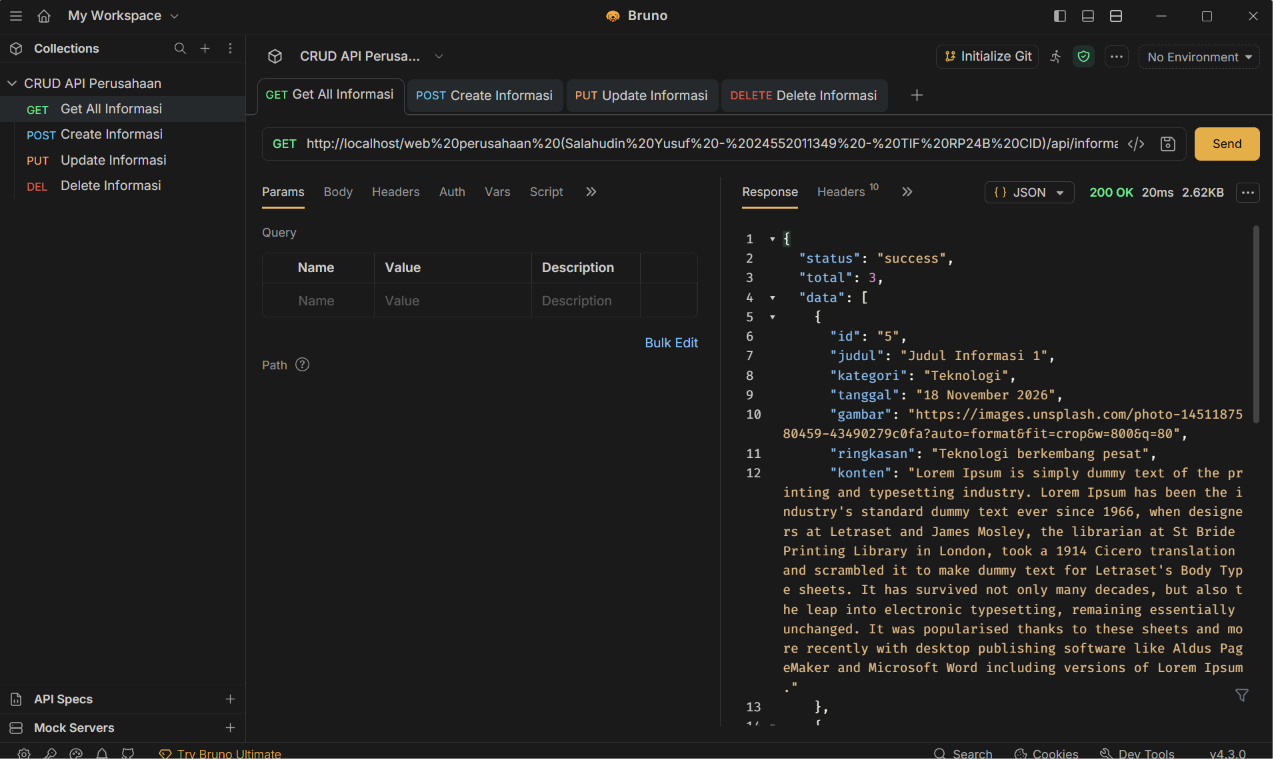 My Workspace
Bruno
Collections
CRUD API Perusahaan
GET Get All Informasi
POST Create Informasi
PUT Update Informasi
DEL Delete Informasi
API Specs
Mock Servers
CRUD API Perusa...
Initialize Git
No Environment
GET Get All Informasi
POST Create Informasi
PUT Update Informasi
DELETE Delete Informasi
GET http://localhost/web%20perusahaan%20(Salahudin%20Yusuf%20-%2024552011349%20-%20TIF%20RP24B%20CID)/api/informa
Send
Params Body Headers Auth Vars Script
Query
Name Value Description
Name Value Description
Bulk Edit
Path
Response Headers 10
{ } JSON
200 OK 20ms 2.62KB
1 {
2 "status": "success",
3 "total": 3,
4 "data": [
5 {
6 "id": "5",
7 "judul": "Judul Informasi 1",
8 "kategori": "Teknologi",
9 "tanggal": "18 November 2026",
10 "gambar": "https://images.unsplash.com/photo-14511875
80459-43490279c0fa?auto=format&fit=crop&w=800&q=80",
11 "ringkasan": "Teknologi berkembang pesat",
12 "konten": "Lorem Ipsum is simply dummy text of the pr
inting and typesetting industry. Lorem Ipsum has been the i
ndustry's standard dummy text ever since 1966, when designe
rs at Letraset and James Mosley, the librarian at St Bride
Printing Library in London, took a 1914 Cicero translation
and scrambled it to make dummy text for Letraset's Body Typ
e sheets. It has survived not only many decades, but also t
he leap into electronic typesetting, remaining essentially
unchanged. It was popularised thanks to these sheets and mo
re recently with desktop publishing software like Aldus Pag
eMaker and Microsoft Word including versions of Lorem Ipsum
."
13 },
14 {
Try Bruno Ultimate
Search
Cookies
Dev Tools
v4.3.0